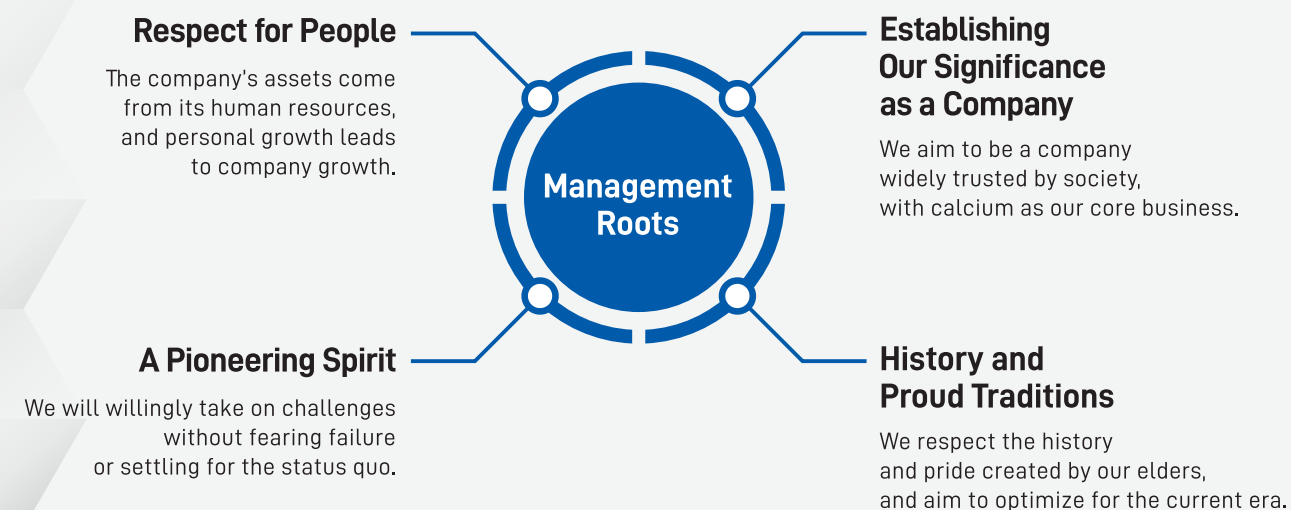 Respect for People
The company's assets come
from its human resources,
and personal growth leads
to company growth.
Establishing
Our Significance
as a Company
We aim to be a company
widely trusted by society,
with calcium as our core business.
Management
Roots
A Pioneering Spirit
We will willingly take on challenges
without fearing failure
or settling for the status quo.
History and
Proud Traditions
We respect the history
and pride created by our elders,
and aim to optimize for the current era.